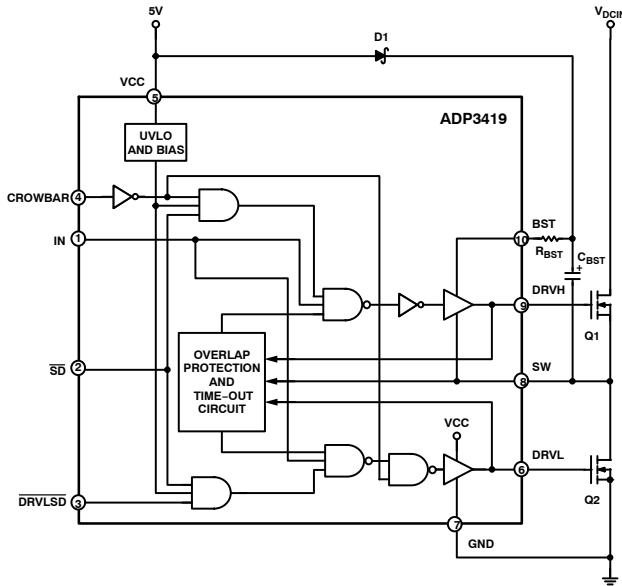 5V
D1
VDCIN
VCC
5
ADP3419
UVLO
AND BIAS
CROWBAR
4
1
IN
BST
10
RBST
CBST
+
DRVH
9
Q1
OVERLAP
PROTECTION
AND
TIME–OUT
CIRCUIT
SD
2
SW
8
VCC
DRVL
6
Q2
DRVLSD
3
7
GND